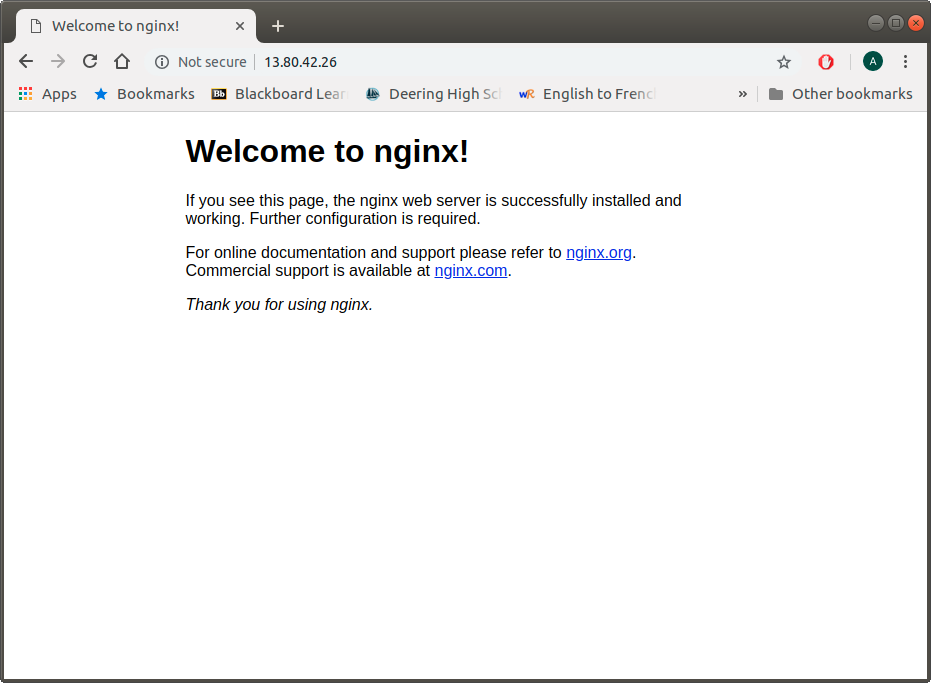 Welcome to nginx!
Not secure 13.80.42.26
A
Apps Bookmarks Bb Blackboard Lear Deering High Sc wR English to Frenc » Other bookmarks
Welcome to nginx!
If you see this page, the nginx web server is successfully installed and
working. Further configuration is required.
For online documentation and support please refer to nginx.org.
Commercial support is available at nginx.com.
Thank you for using nginx.